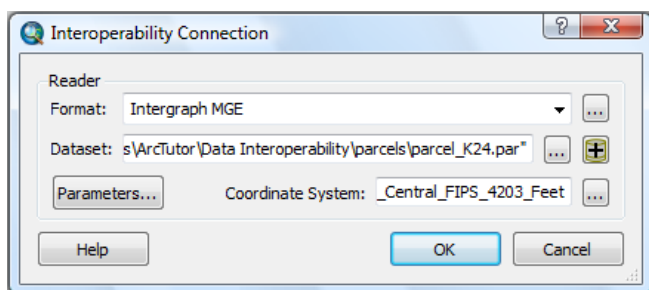 Interoperability Connection
Reader
Format: Intergraph MGE
Dataset: s\ArcTutor\Data Interoperability\parcels\parcel_K24.par" ...
Parameters... Coordinate System: _Central_FIPS_4203_Feet ...
Help OK Cancel